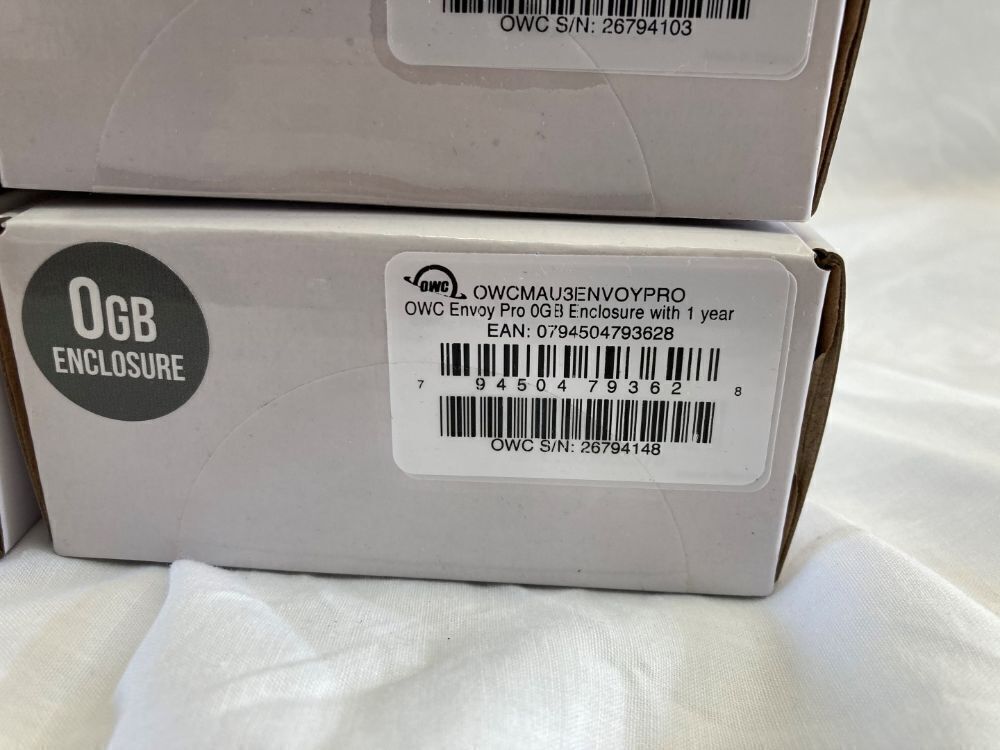 OWC S/N: 26794103
0GB
ENCLOSURE
OWC
OWCMAU3ENVOYPRO
OWC Envoy Pro 0GB Enclosure with 1 year
EAN: 0794504793628
7 94504 79362 8
OWC S/N: 26794148